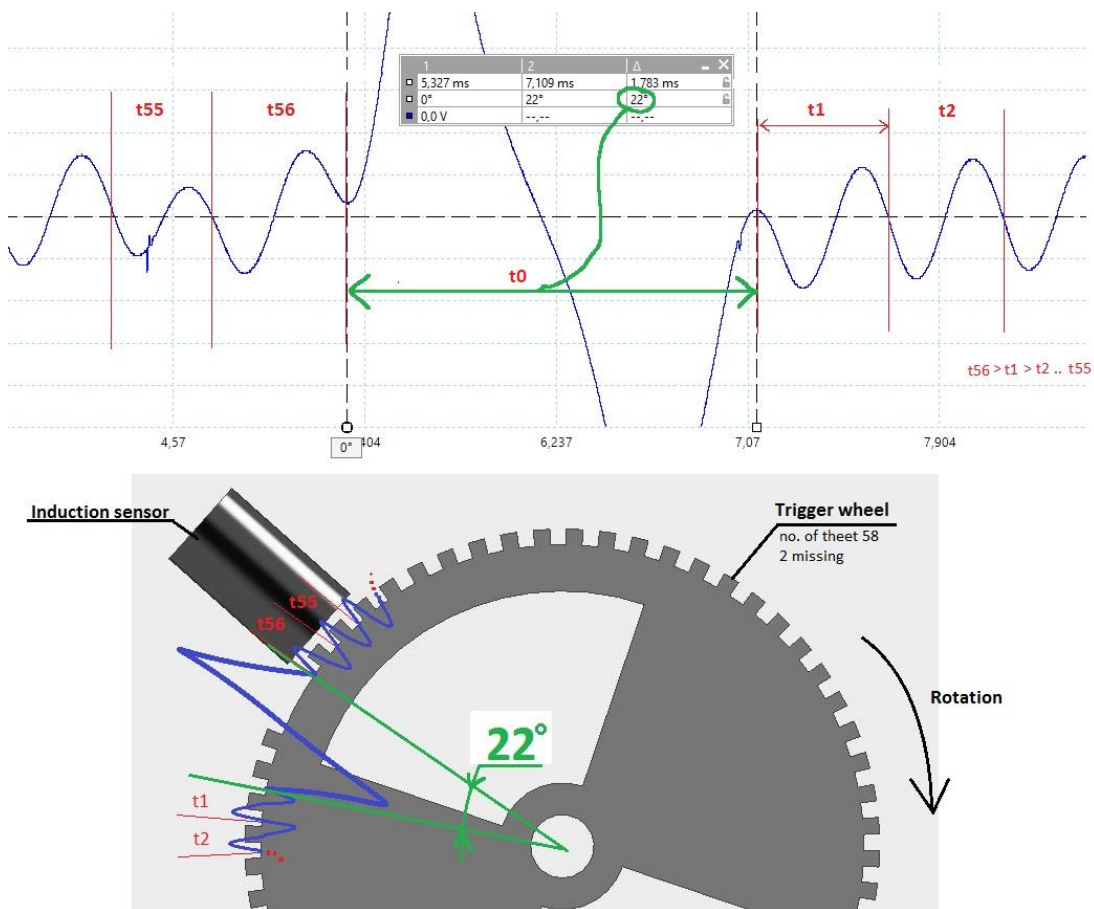 1 2 Δ
5,327 ms 7,109 ms 1,783 ms
0° 22° 22°
0,0 V --,-- --,--
t55 t56 t1 t2
t0
t56 > t1 > t2 .. t55
4,57 404 6,237 7,07 7,904
0°
Induction sensor
Trigger wheel
no. of theet 58
2 missing
t55
t56
Rotation
22°
t1
t2